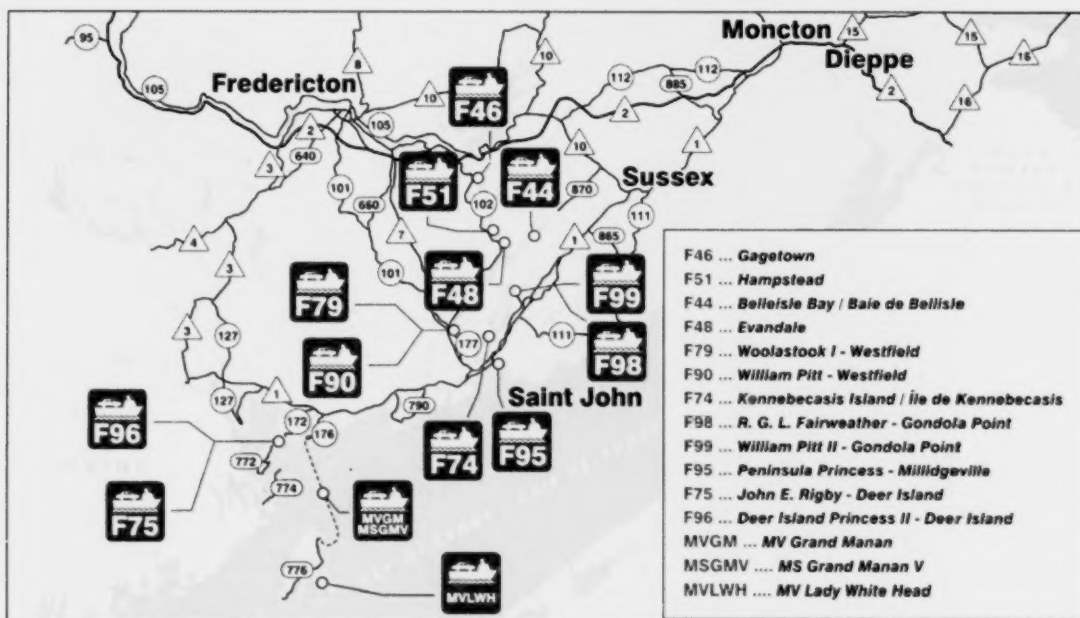 Moncton
15
15
95
Dieppe
16
8
10
112
112
Fredericton
885
105
10
2
F46
2
16
105
2
640
1
10
3
Sussex
F51
F44
870
101
660
102
111
7
1
865
4
3
F79
F48
F99
101
3
127
177
111
F98
F90
Saint John
1
790
127
172
176
F96
F74
F95
772
774
F75
MVGM
MSGMV
776
MVLWH
F46 ... Gagetown
F51 ... Hampstead
F44 ... Belleisle Bay / Baie de Bellisle
F48 ... Evandale
F79 ... Woolastook I - Westfield
F90 ... William Pitt - Westfield
F74 ... Kennebecasis Island / Île de Kennebecasis
F98 ... R. G. L. Fairweather - Gondola Point
F99 ... William Pitt II - Gondola Point
F95 ... Peninsula Princess - Millidgeville
F75 ... John E. Rigby - Deer Island
F96 ... Deer Island Princess II - Deer Island
MVGM ... MV Grand Manan
MSGMV .... MS Grand Manan V
MVLWH .... MV Lady White Head